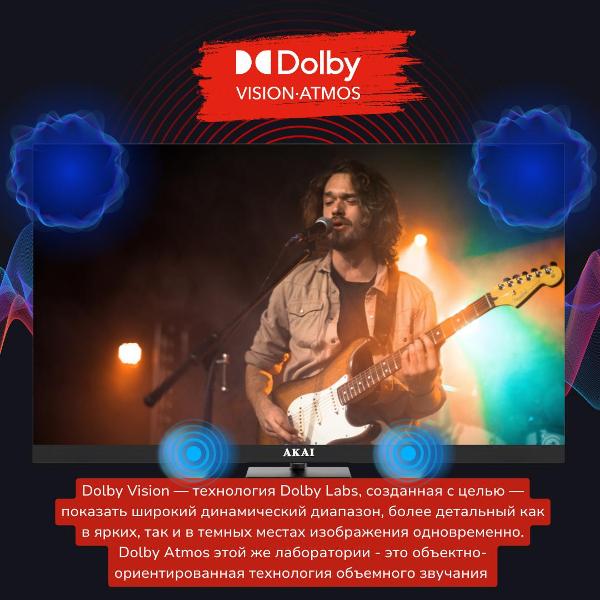 Dolby
VISION·ATMOS
AKAI
Dolby Vision — технология Dolby Labs, созданная с целью —
показать широкий динамический диапазон, более детальный как
в ярких, так и в темных местах изображения одновременно.
Dolby Atmos этой же лаборатории - это объектно-
ориентированная технология объемного звучания